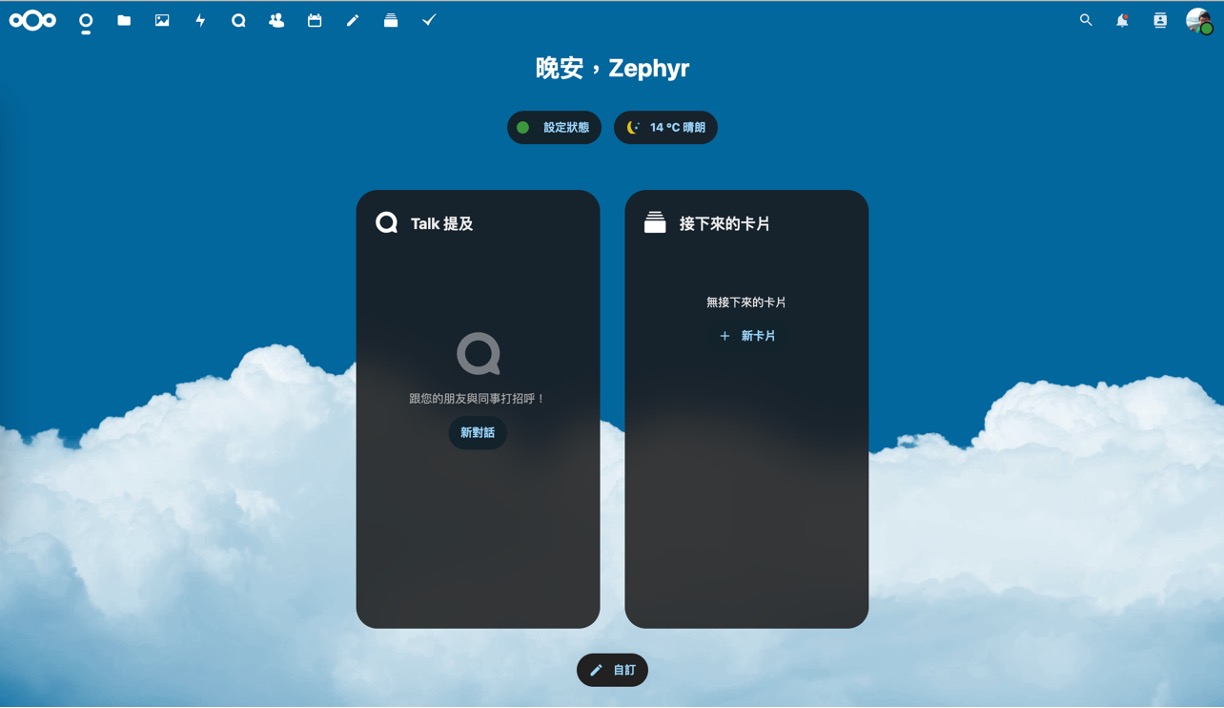 晚安，Zephyr
設定狀態
14 °C 晴朗
Talk 提及
跟您的朋友與同事打招呼！
新對話
接下來的卡片
無接下來的卡片
+ 新卡片
自訂